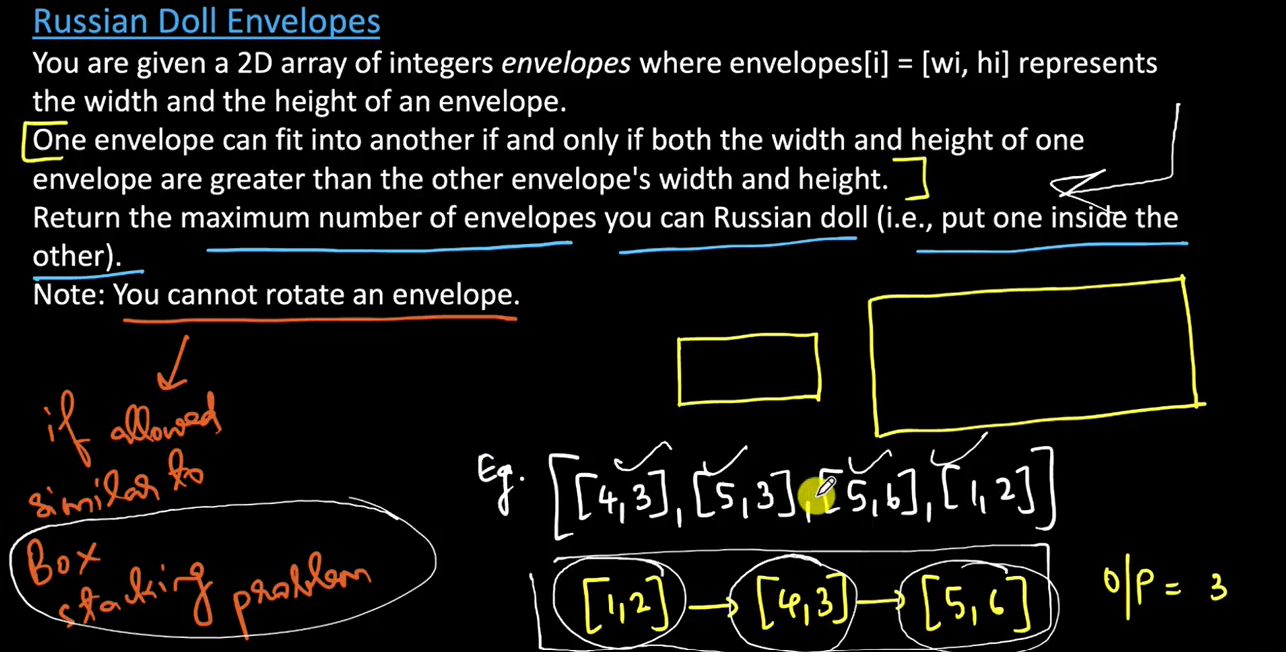 Russian Doll Envelopes
You are given a 2D array of integers envelopes where envelopes[i] = [wi, hi] represents
the width and the height of an envelope.
One envelope can fit into another if and only if both the width and height of one
envelope are greater than the other envelope's width and height.
Return the maximum number of envelopes you can Russian doll (i.e., put one inside the
other).
Note: You cannot rotate an envelope.
if allowed
similar to
Box
stacking problem
Eg. [[4,3], [5,3], [5,6], [1,2]]
[1,2] → [4,3] → [5,6]
O/P = 3